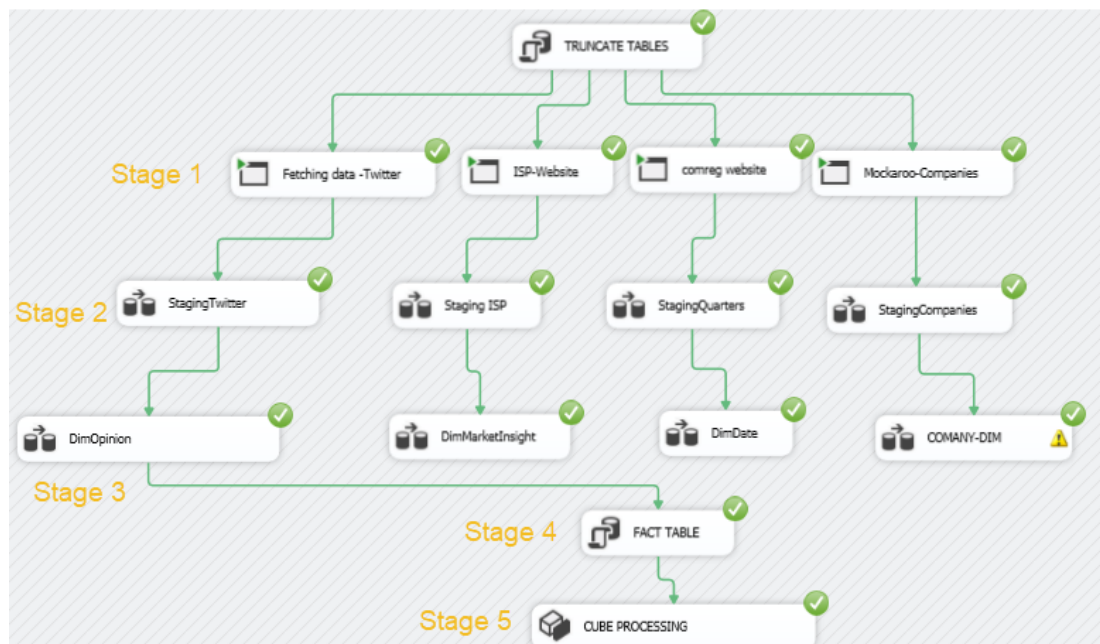 TRUNCATE TABLES
Stage 1
Fetching data -Twitter
ISP-Website
comreg website
Mockaroo-Companies
Stage 2
StagingTwitter
Staging ISP
StagingQuarters
StagingCompanies
DimOpinion
DimMarketInsight
DimDate
COMANY-DIM
Stage 3
Stage 4
FACT TABLE
Stage 5
CUBE PROCESSING